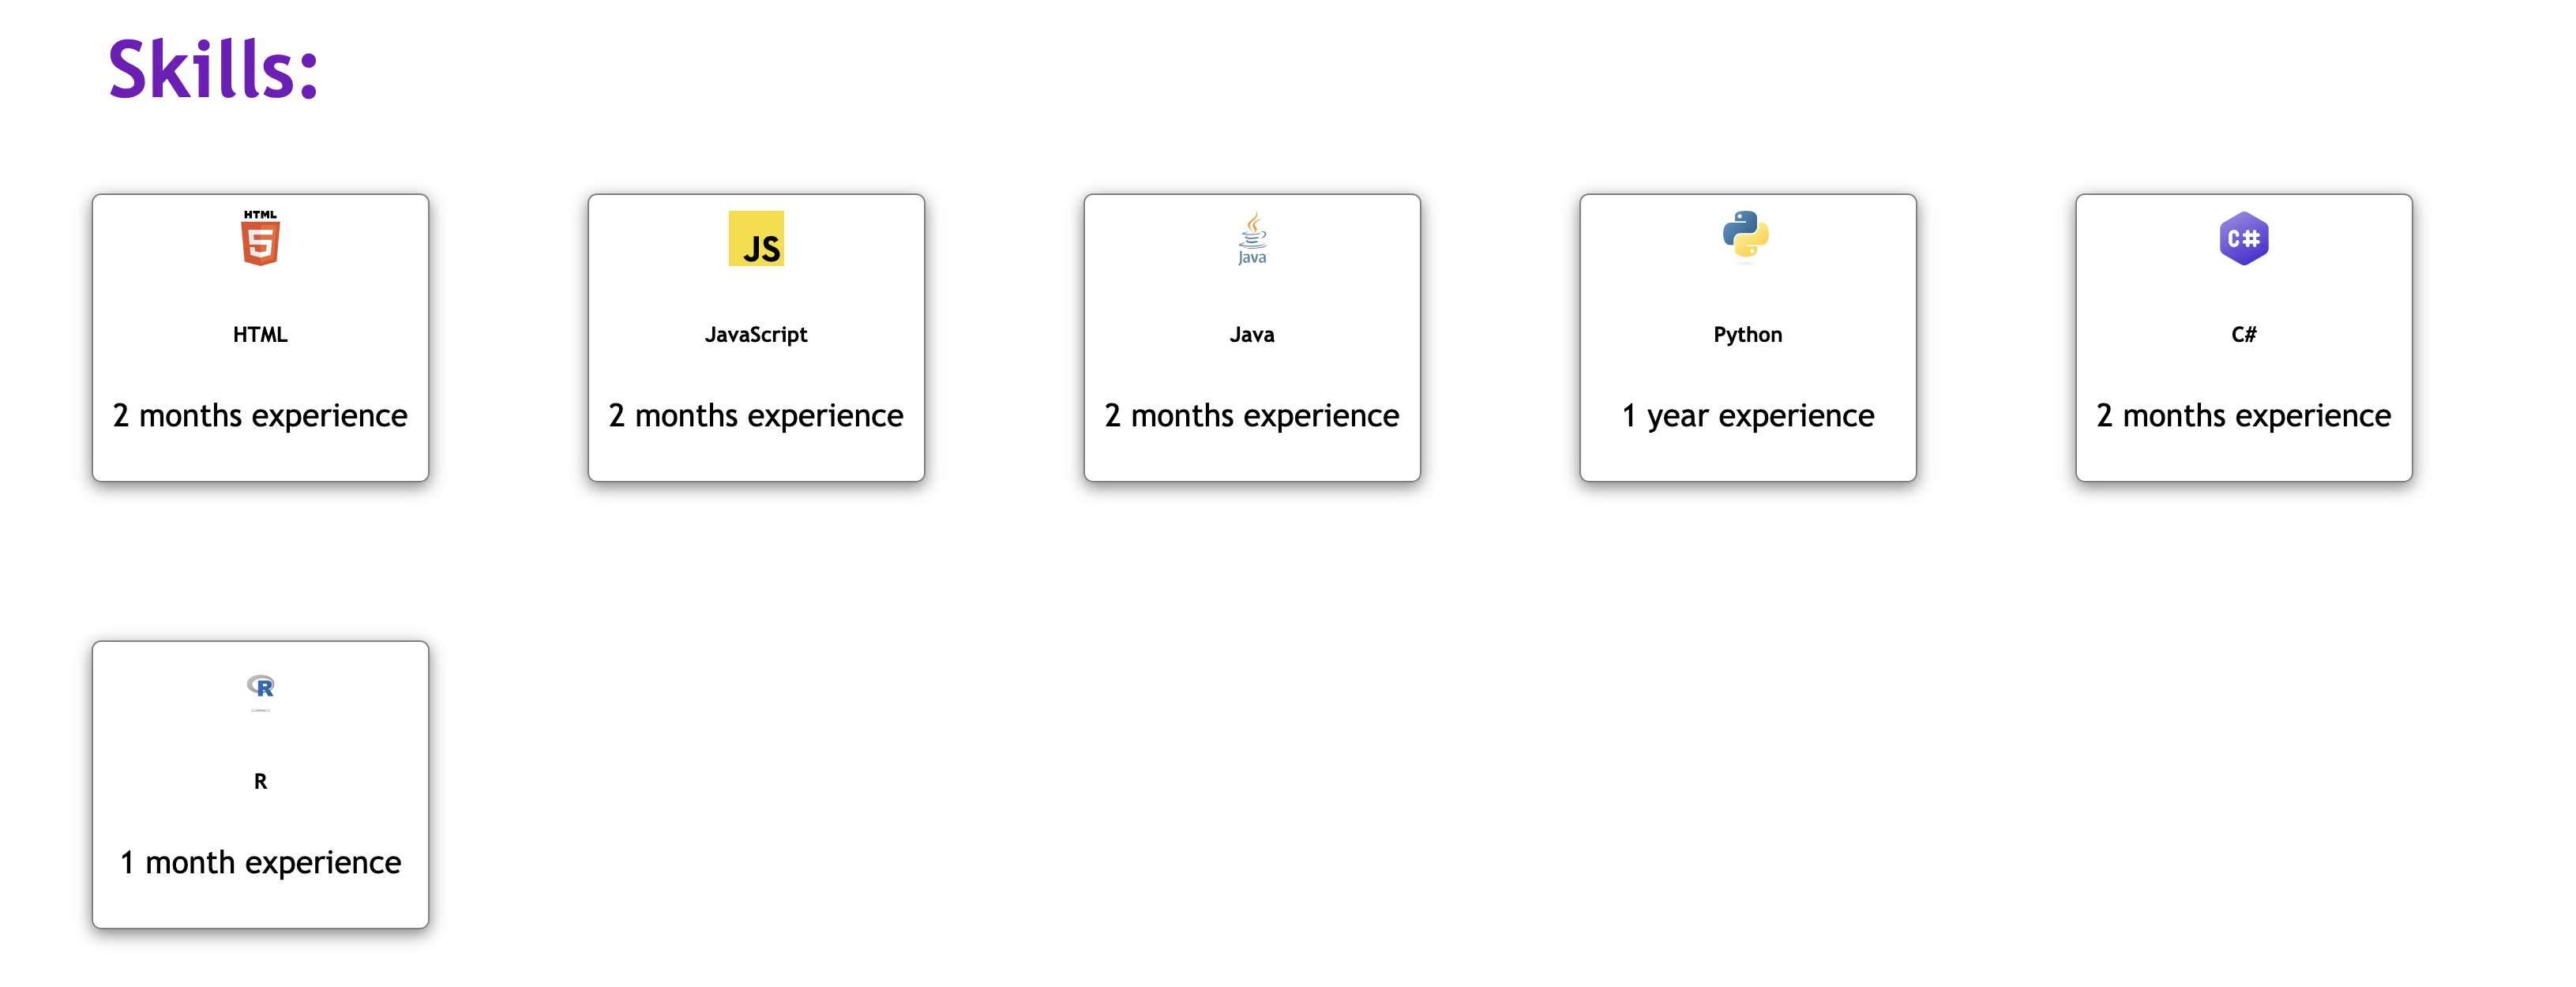 Skills:
HTML
5
JS
Java
C#
HTML
JavaScript
Java
Python
C#
2 months experience
2 months experience
2 months experience
1 year experience
2 months experience
R
R
1 month experience